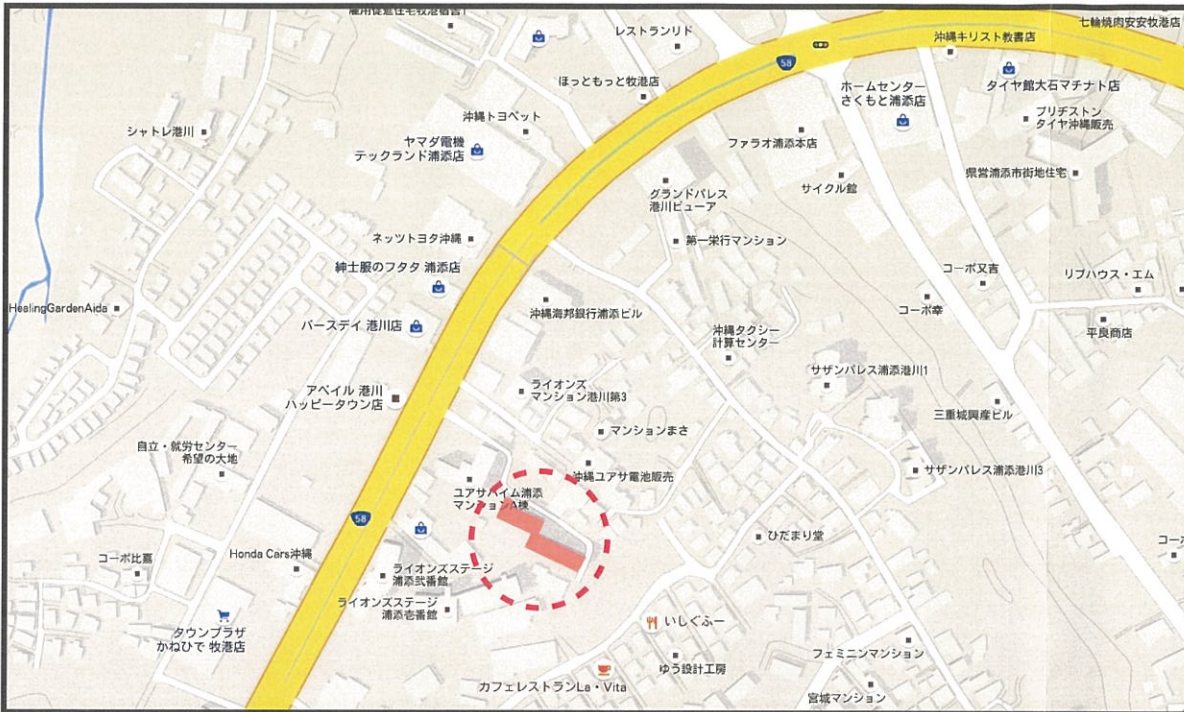 七輪焼肉安安牧港店
雇用促進住宅牧港宿舎1
レストランリド
沖縄キリスト教書店
58
ほっともっと牧港店
ホームセンター
さくもと浦添店
タイヤ館大石マチナト店
シャトレ港川
沖縄トヨペット
ブリヂストン
タイヤ沖縄販売
ヤマダ電機
テックランド浦添店
ファラオ浦添本店
サイクル館
県営浦添市街地住宅
グランドパレス
港川ビューア
ネッツトヨタ沖縄
第一栄行マンション
紳士服のフタタ 浦添店
コーポ又吉
リブハウス・エム
HealingGardenAida
沖縄海邦銀行浦添ビル
コーポ幸
バースデイ 港川店
沖縄タクシー
計算センター
平良商店
アベイル 港川
ハッピータウン店
ライオンズ
マンション港川第3
サザンパレス浦添港川1
三重城興産ビル
マンションまさ
自立・就労センター
希望の大地
沖縄ユアサ電池販売
サザンパレス浦添港川3
ユアサハイム浦添
マンションA棟
58
ひだまり堂
コーポ比嘉
Honda Cars沖縄
コーポ
ライオンズステージ
浦添弐番館
ライオンズステージ
浦添壱番館
タウンプラザ
かねひで 牧港店
いしぐふー
ゆう設計工房
フェミニンマンション
カフェレストランLa・Vita
宮城マンション